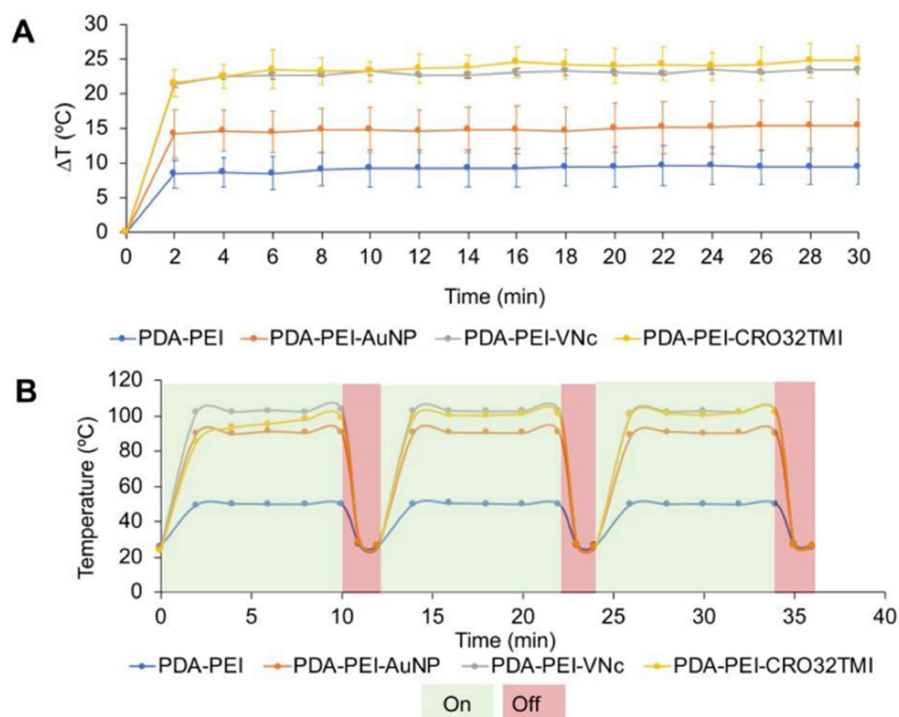 A
30
25
20
15
10
5
0
ΔT (ºC)
0 2 4 6 8 10 12 14 16 18 20 22 24 26 28 30
Time (min)
PDA-PEI PDA-PEI-AuNP PDA-PEI-VNc PDA-PEI-CRO32TMI
B
120
100
80
60
40
20
0
Temperature (ºC)
0 5 10 15 20 25 30 35 40
Time (min)
PDA-PEI PDA-PEI-AuNP PDA-PEI-VNc PDA-PEI-CRO32TMI
On Off